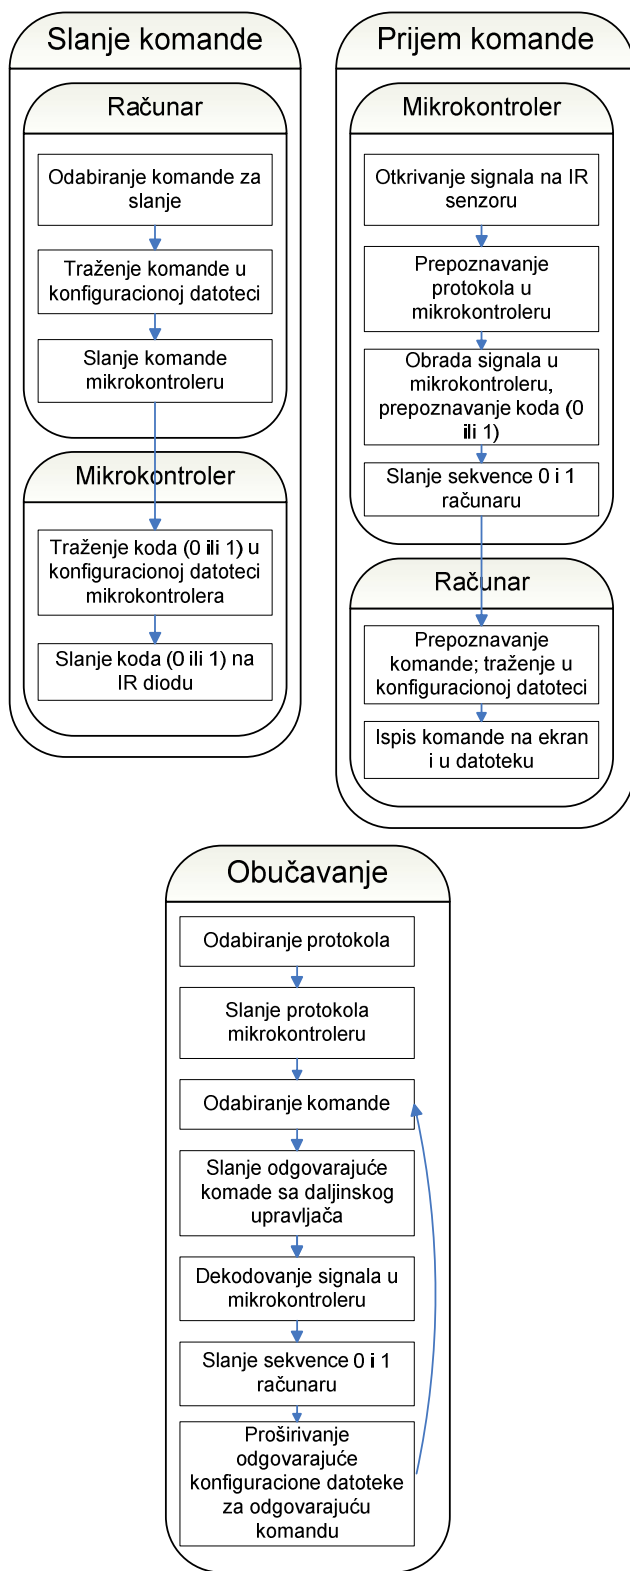 Slanje komande
Računar
Odabiranje komande za
slanje
Traženje komande u
konfiguracionoj datoteci
Slanje komande
mikrokontroleru
Mikrokontroler
Traženje koda (0 ili 1) u
konfiguracionoj datoteci
mikrokontrolera
Slanje koda (0 ili 1) na
IR diodu
Prijem komande
Mikrokontroler
Otkrivanje signala na IR
senzoru
Prepoznavanje
protokola u
mikrokontroleru
Obrada signala u
mikrokontroleru,
prepoznavanje koda (0
ili 1)
Slanje sekvence 0 i 1
računaru
Računar
Prepoznavanje
komande; traženje u
konfiguracionoj datoteci
Ispis komande na ekran
i u datoteku
Obučavanje
Odabiranje protokola
Slanje protokola
mikrokontroleru
Odabiranje komande
Slanje odgovarajuće
komade sa daljinskog
upravljača
Dekodovanje signala u
mikrokontroleru
Slanje sekvence 0 i 1
računaru
Proširivanje
odgovarajuće
konfiguracione datoteke
za odgovarajuću
komandu